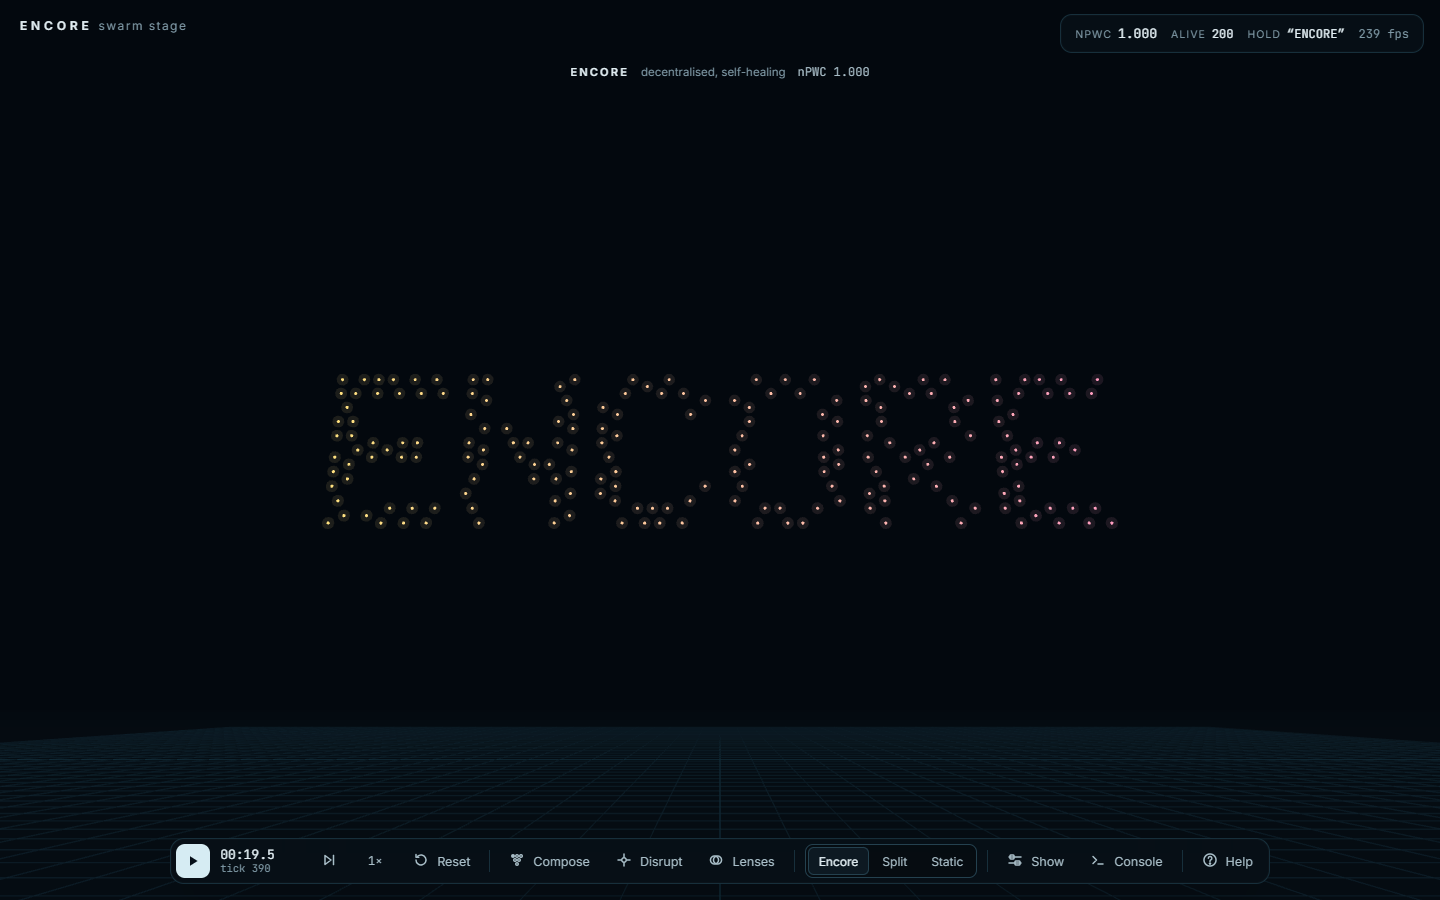 ENCORE swarm stage
NPWC 1.000 ALIVE 200 HOLD “ENCORE” 239 fps
ENCORE decentralised, self-healing nPWC 1.000
ENCORE
00:19.5
tick 390
1×
Reset
Compose
Disrupt
Lenses
Encore
Split
Static
Show
Console
Help